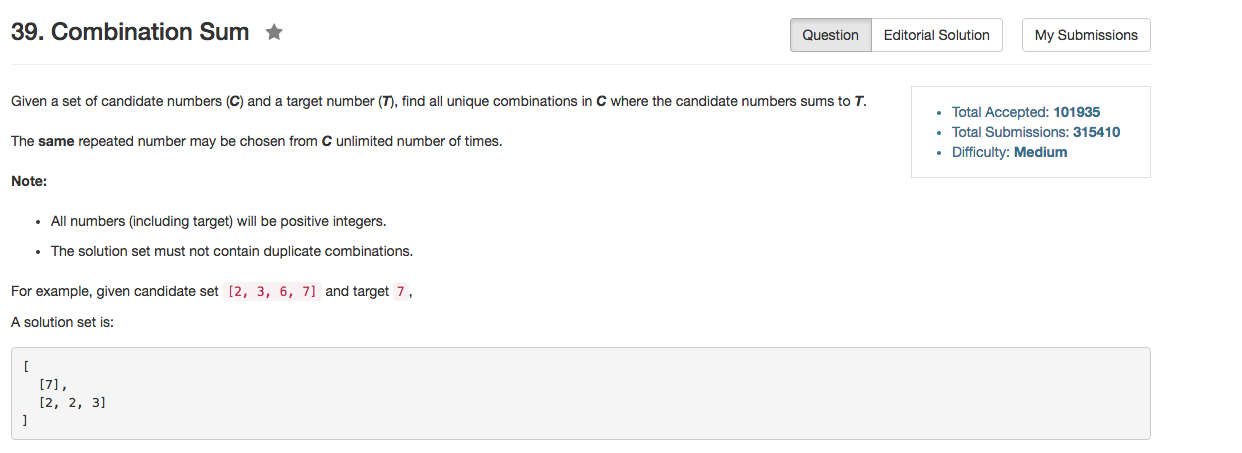 39. Combination Sum
Question Editorial Solution My Submissions
Given a set of candidate numbers (C) and a target number (T), find all unique combinations in C where the candidate numbers sums to T.
The same repeated number may be chosen from C unlimited number of times.
Note:
• All numbers (including target) will be positive integers.
• The solution set must not contain duplicate combinations.
For example, given candidate set [2, 3, 6, 7] and target 7,
A solution set is:
[
  [7],
  [2, 2, 3]
]
• Total Accepted: 101935
• Total Submissions: 315410
• Difficulty: Medium